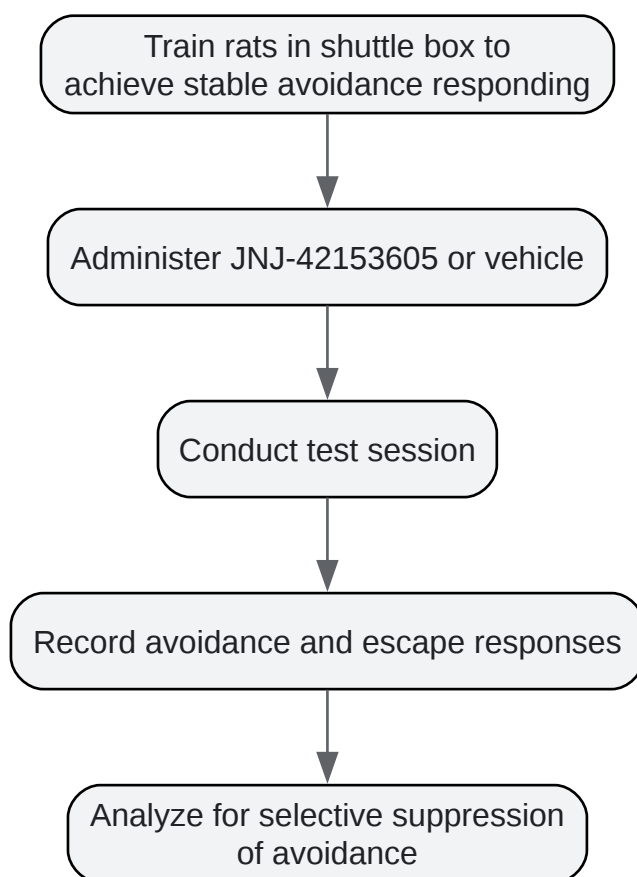 Train rats in shuttle box to
achieve stable avoidance responding
Administer JNJ-42153605 or vehicle
Conduct test session
Record avoidance and escape responses
Analyze for selective suppression
of avoidance